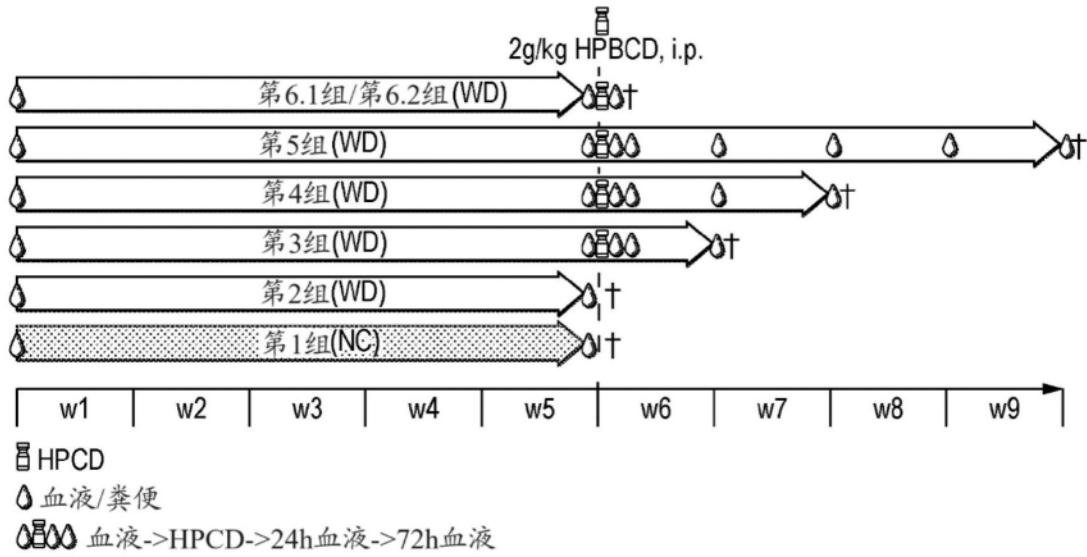 2g/kg HPBCD, i.p.
第6.1组/第6.2组(WD)
第5组(WD)
第4组(WD)
第3组(WD)
第2组(WD)
第1组(NC)
w1 w2 w3 w4 w5 w6 w7 w8 w9
HPCD
血液/粪便
血液->HPCD->24h血液->72h血液